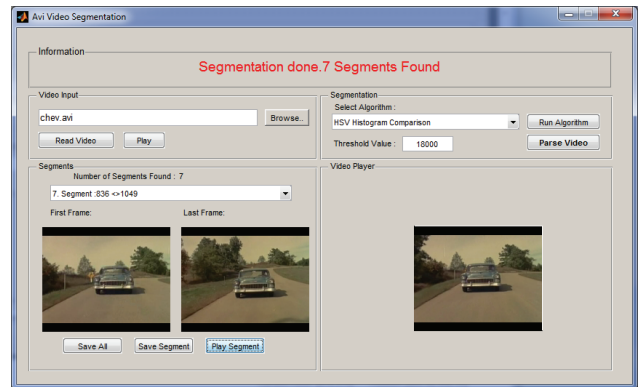 Avi Video Segmentation
Information
Segmentation done.7 Segments Found
Video Input
chev.avi
Browse..
Read Video
Play
Segmentation
Select Algorithm :
HSV Histogram Comparison
Run Algorithm
Threshold Value :
18000
Parse Video
Segments
Number of Segments Found : 7
7. Segment :836 <>1049
First Frame:
Last Frame:
Save All
Save Segment
Play Segment
Video Player